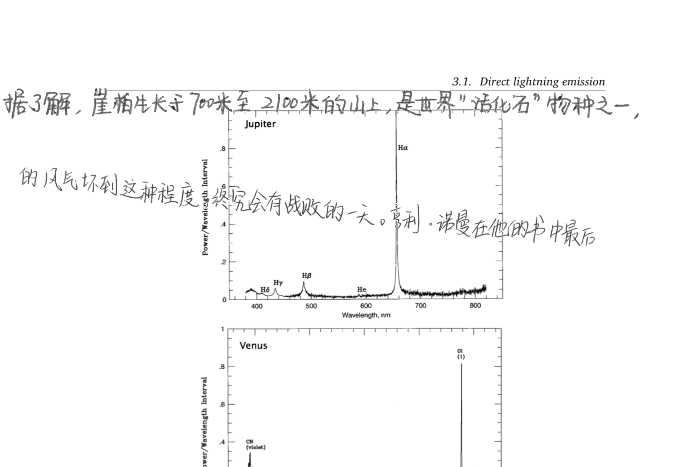 3.1. Direct lightning emission
据了解，崖柏生长于700米至2100米的山上，是世界“活化石”物种之一，
Jupiter
Hα
.8
.6
的风气坏到这种程度，终究会有战败的一天。亨利·诺曼在他的书中最后
.4
.2
Power/Wavelength Interval
Hδ Hγ Hβ He
0
400 500 600 700 800
Wavelength, nm
1
Venus
OI
(1)
.8
.6
.4
Power/Wavelength Interval
CN
(violet)